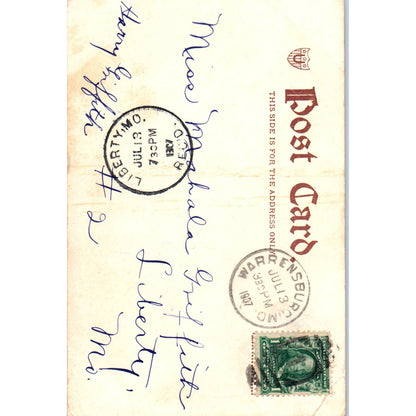 Post Card.
THIS SIDE IS FOR THE ADDRESS ONLY
WARRENSBURG, MO.
JUL 13
330PM
1907
LIBERTY, MO.
JUL 13
730PM
1907
REC'D.
Miss Mahala Griffith
Liberty,
# 2
Mo.
Harry Griffith